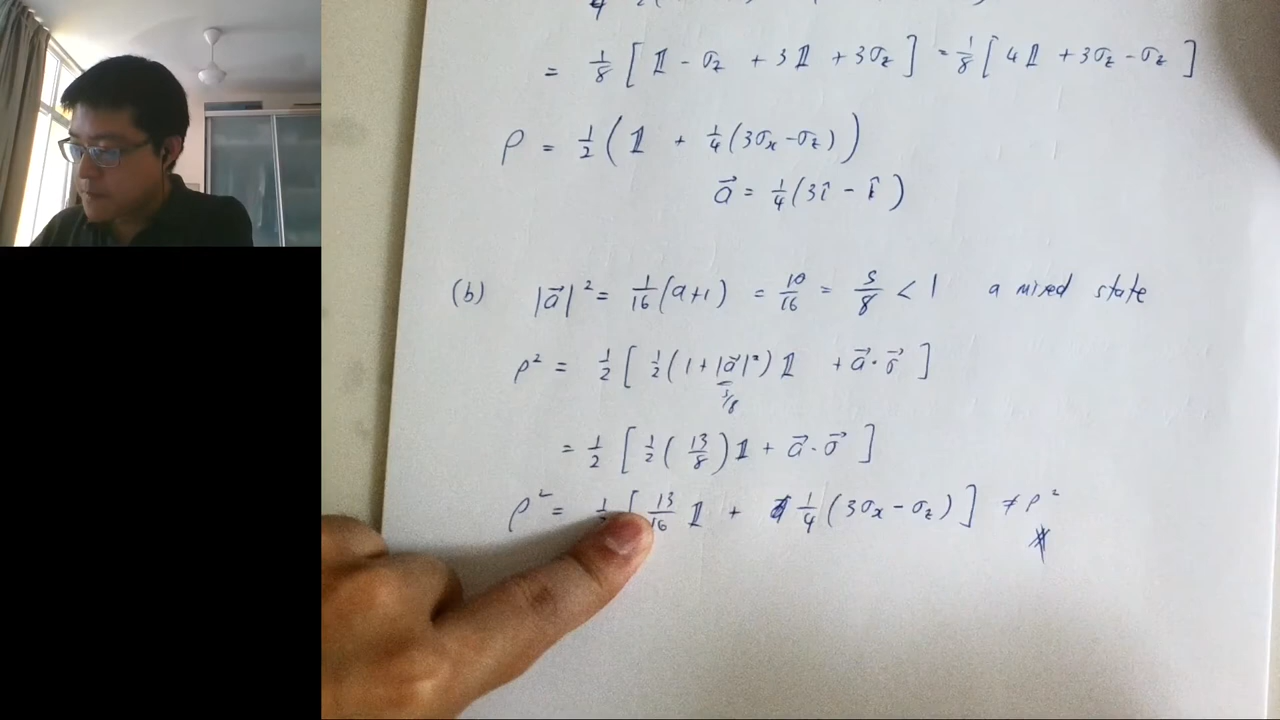 = 1/8 [ 𝟙 - σz + 3𝟙 + 3σz ] = 1/8 [ 4𝟙 + 3σz - σz ]
ρ = 1/2 ( 𝟙 + 1/4 (3σx - σz) )
a⃗ = 1/4 (3î - k̂ )
(b) |a⃗|² = 1/16 (9+1) = 10/16 = 5/8 < 1 a mixed state
ρ² = 1/2 [ 1/2 (1 + |a⃗|²) 𝟙 + a⃗ · σ⃗ ]
5/8
= 1/2 [ 1/2 ( 13/8 ) 𝟙 + a⃗ · σ⃗ ]
ρ² = 1/2 [ 13/16 𝟙 + 1/4 (3σx - σz) ] ≠ ρ²